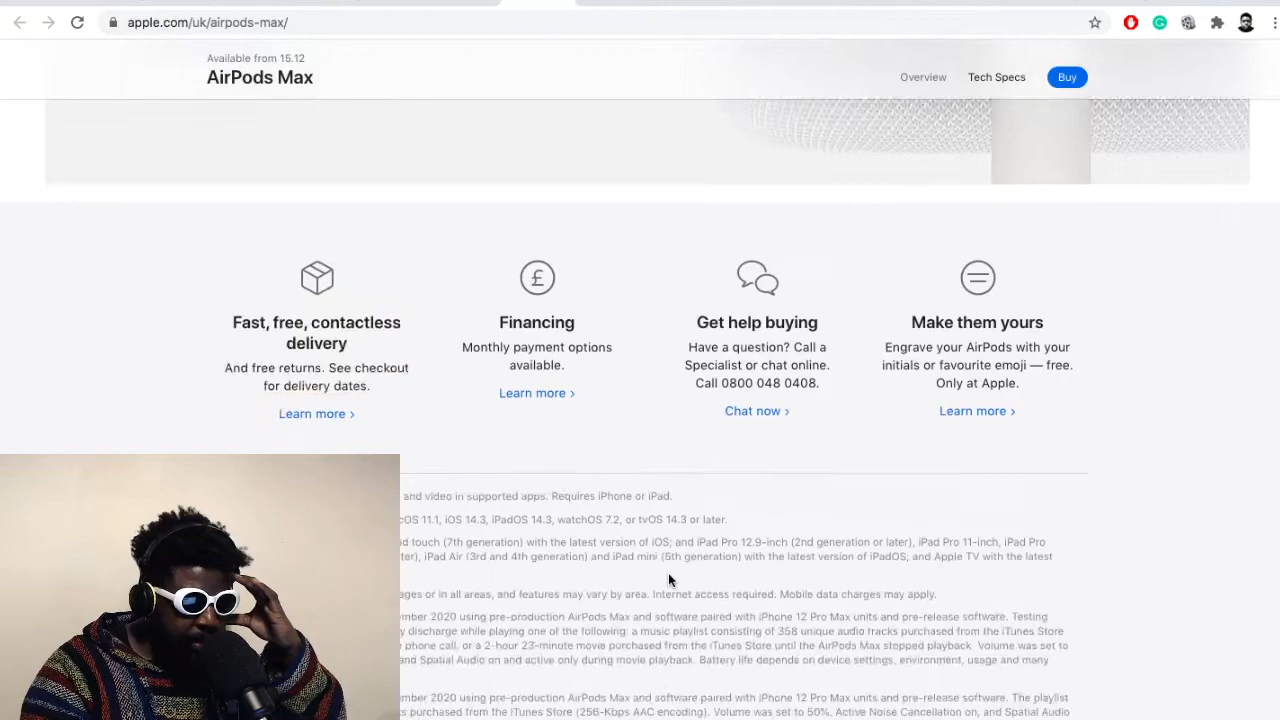 apple.com/uk/airpods-max/
Available from 15.12
AirPods Max
Overview
Tech Specs
Buy
Fast, free, contactless
delivery
And free returns. See checkout
for delivery dates.
Learn more >
Financing
Monthly payment options
available.
Learn more >
Get help buying
Have a question? Call a
Specialist or chat online.
Call 0800 048 0408.
Chat now >
Make them yours
Engrave your AirPods with your
initials or favourite emoji — free.
Only at Apple.
Learn more >
and video in supported apps. Requires iPhone or iPad.
OS 11.1, iOS 14.3, iPadOS 14.3, watchOS 7.2, or tvOS 14.3 or later.
touch (7th generation) with the latest version of iOS; and iPad Pro 12.9-inch (2nd generation or later), iPad Pro 11-inch, iPad Pro
iPad Air (3rd and 4th generation) and iPad mini (5th generation) with the latest version of iPadOS; and Apple TV with the latest
or in all areas, and features may vary by area. Internet access required. Mobile data charges may apply.
2020 using pre-production AirPods Max and software paired with iPhone 12 Pro Max units and pre-release software. Testing
discharge while playing one of the following: a music playlist consisting of 358 unique audio tracks purchased from the iTunes Store
phone call, or a 2-hour 23-minute movie purchased from the iTunes Store until the AirPods Max stopped playback. Volume was set to
and Spatial Audio on and active only during movie playback. Battery life depends on device settings, environment, usage and many
2020 using pre-production AirPods Max and software paired with iPhone 12 Pro Max units and pre-release software. The playlist
purchased from the iTunes Store (256-Kbps AAC encoding). Volume was set to 50%, Active Noise Cancellation on, and Spatial Audio